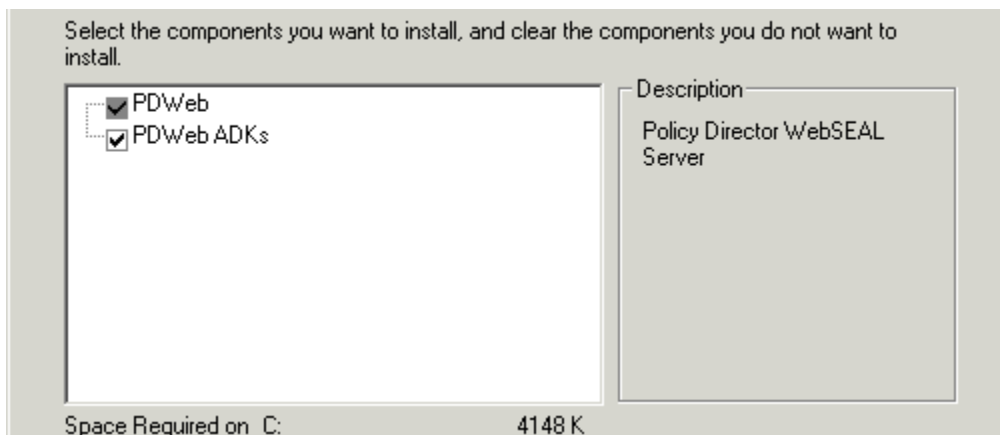 Select the components you want to install, and clear the components you do not want to
install.
PDWeb
PDWeb ADKs
Description
Policy Director WebSEAL
Server
Space Required on C: 4148 K